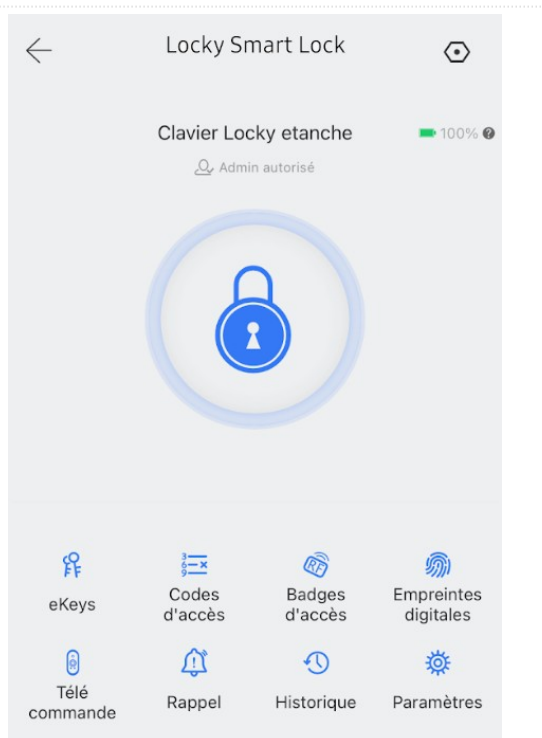 Locky Smart Lock
Clavier Locky etanche
100%
Admin autorisé
eKeys
Codes
d'accès
RF
Badges
d'accès
Empreintes
digitales
Télé
commande
Rappel
Historique
Paramètres